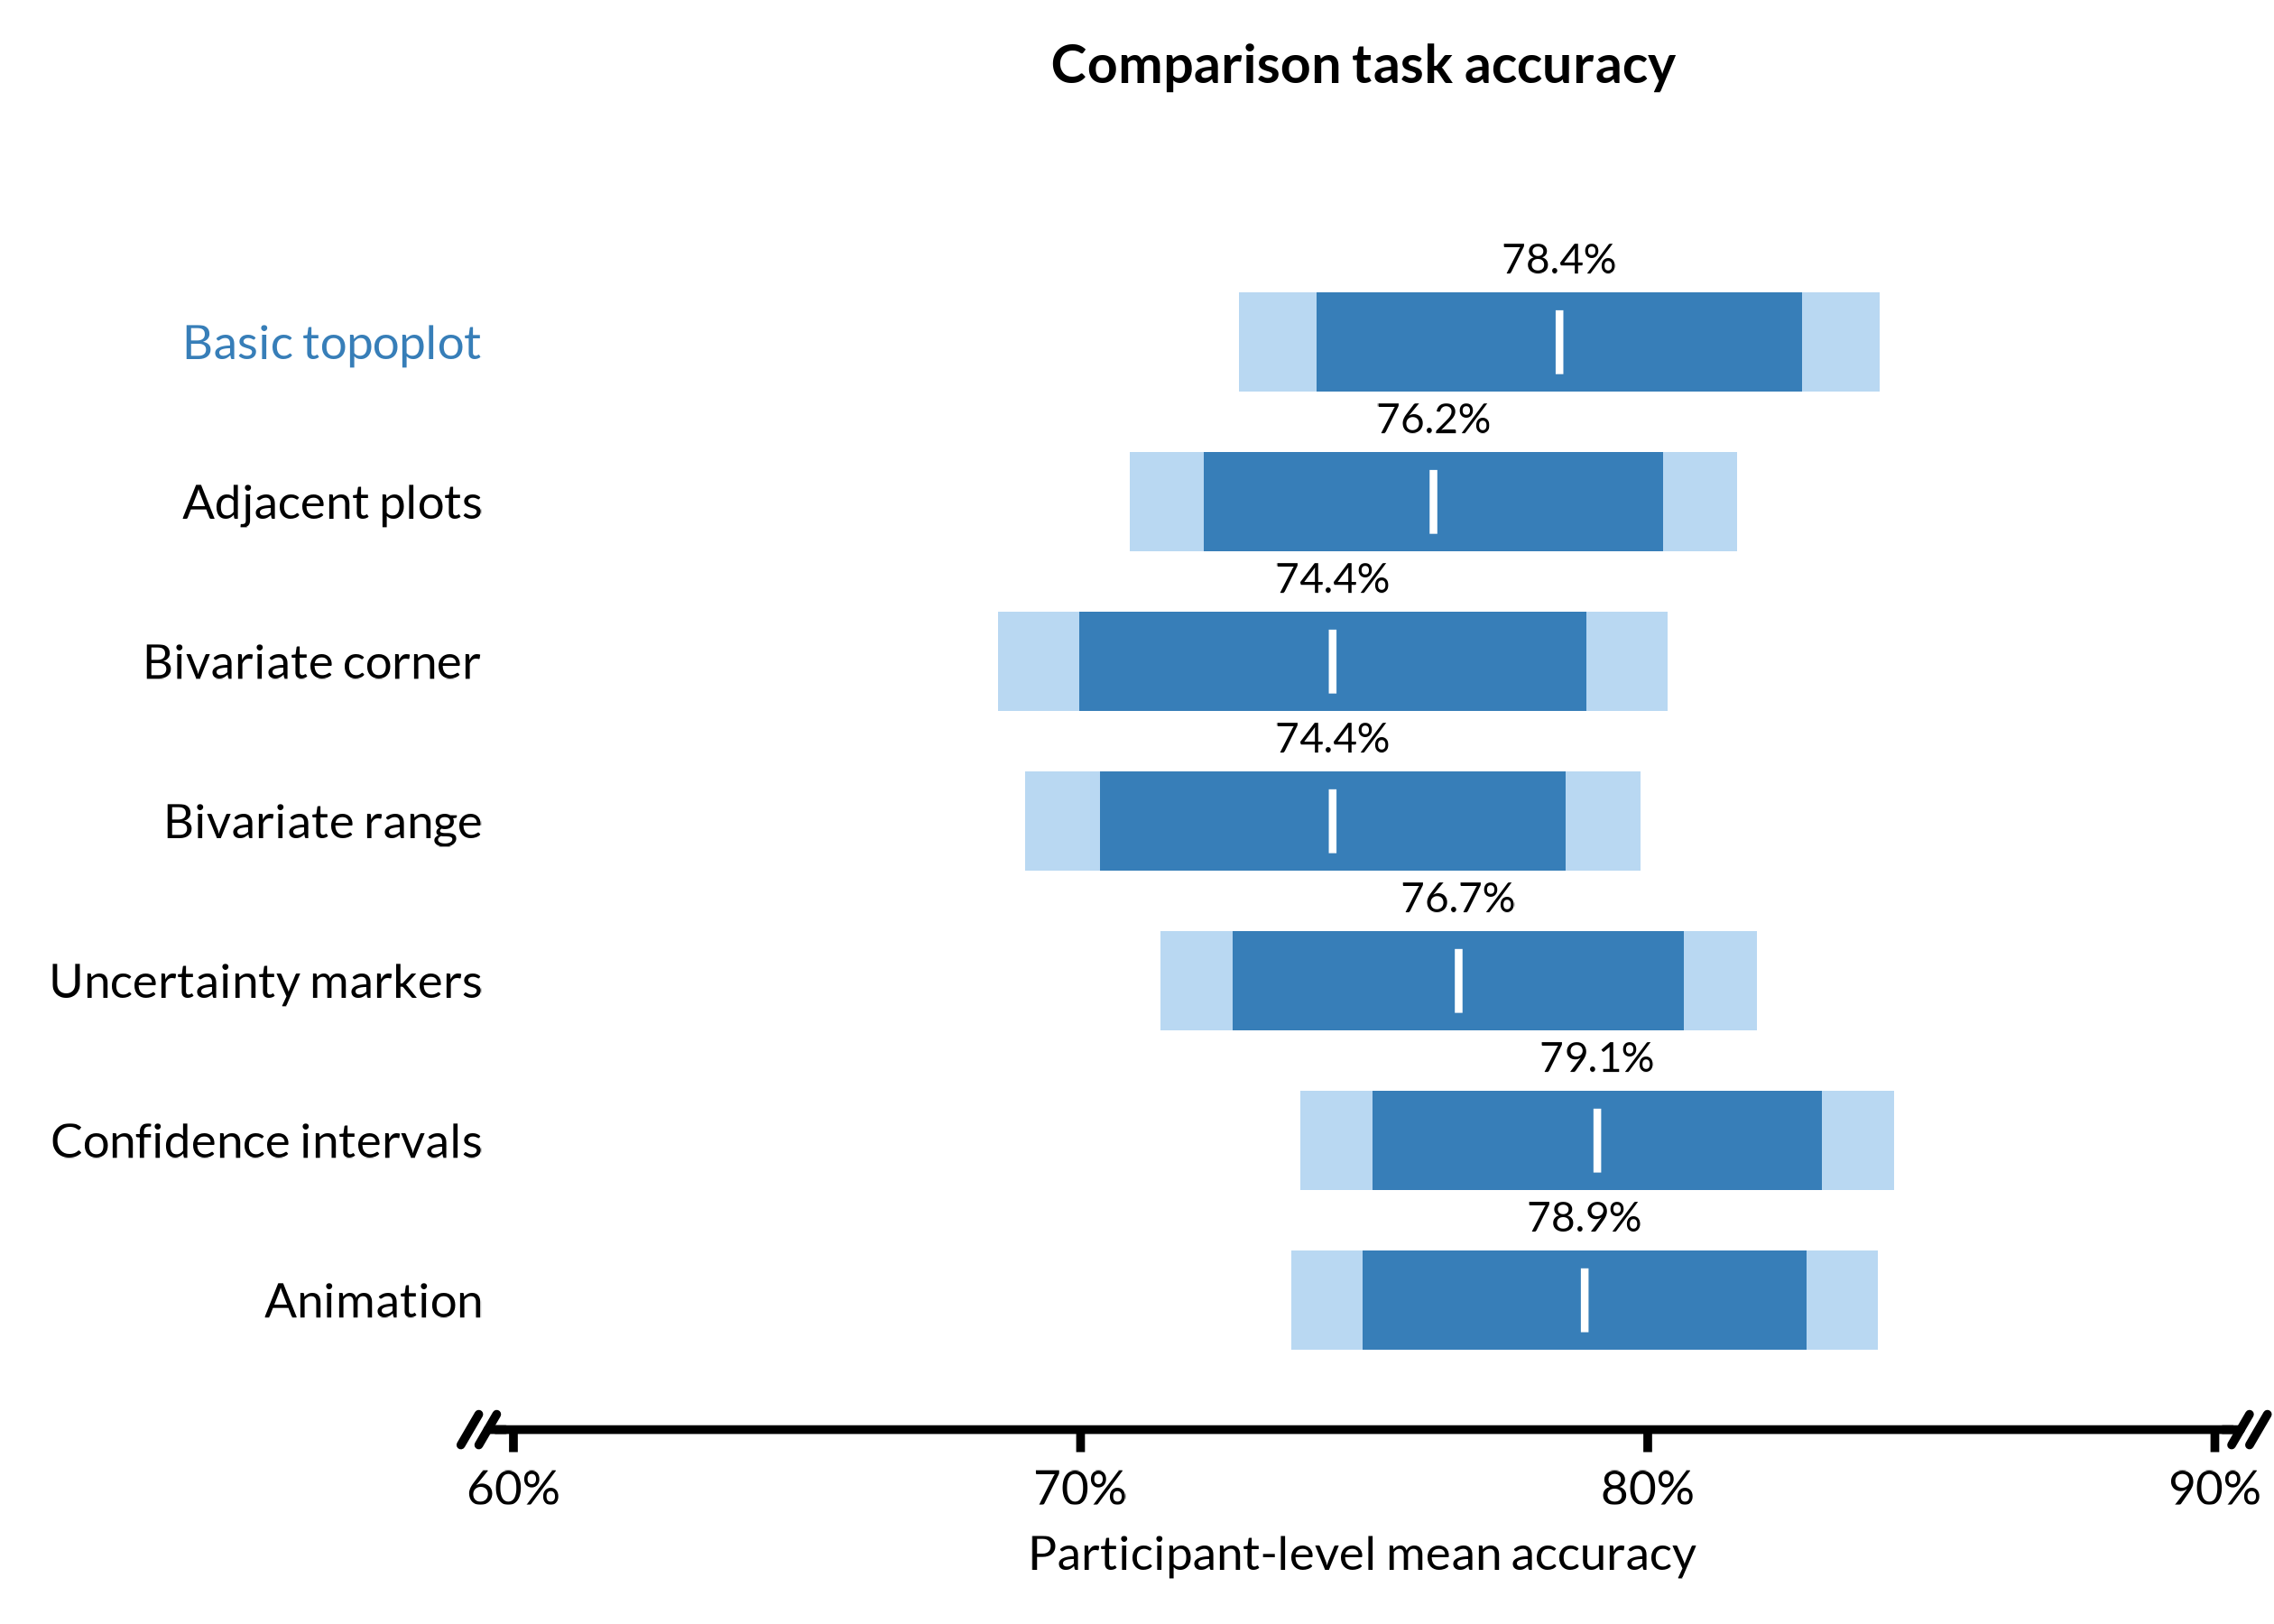 Comparison task accuracy
78.4%
Basic topoplot
76.2%
Adjacent plots
74.4%
Bivariate corner
74.4%
Bivariate range
76.7%
Uncertainty markers
79.1%
Confidence intervals
78.9%
Animation
60% 70% 80% 90%
Participant-level mean accuracy